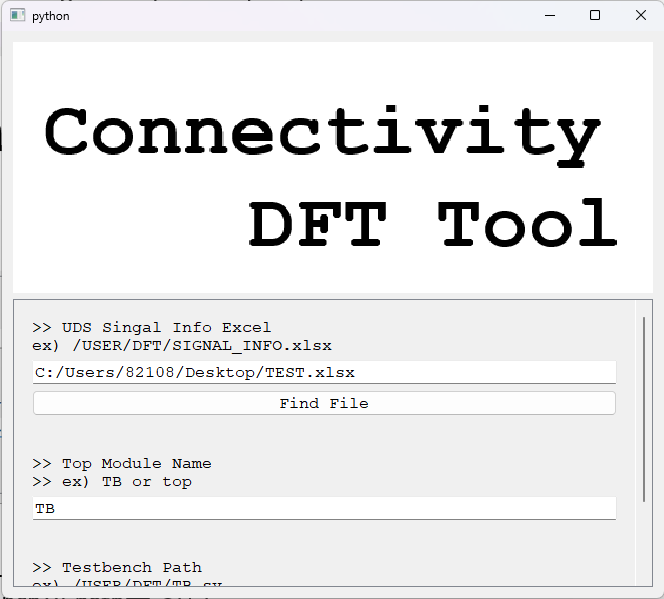 python
Connectivity
DFT Tool
>> UDS Singal Info Excel
ex) /USER/DFT/SIGNAL_INFO.xlsx
C:/Users/82108/Desktop/TEST.xlsx
Find File
>> Top Module Name
>> ex) TB or top
TB
>> Testbench Path
ex) /USER/DFT/TB.sv